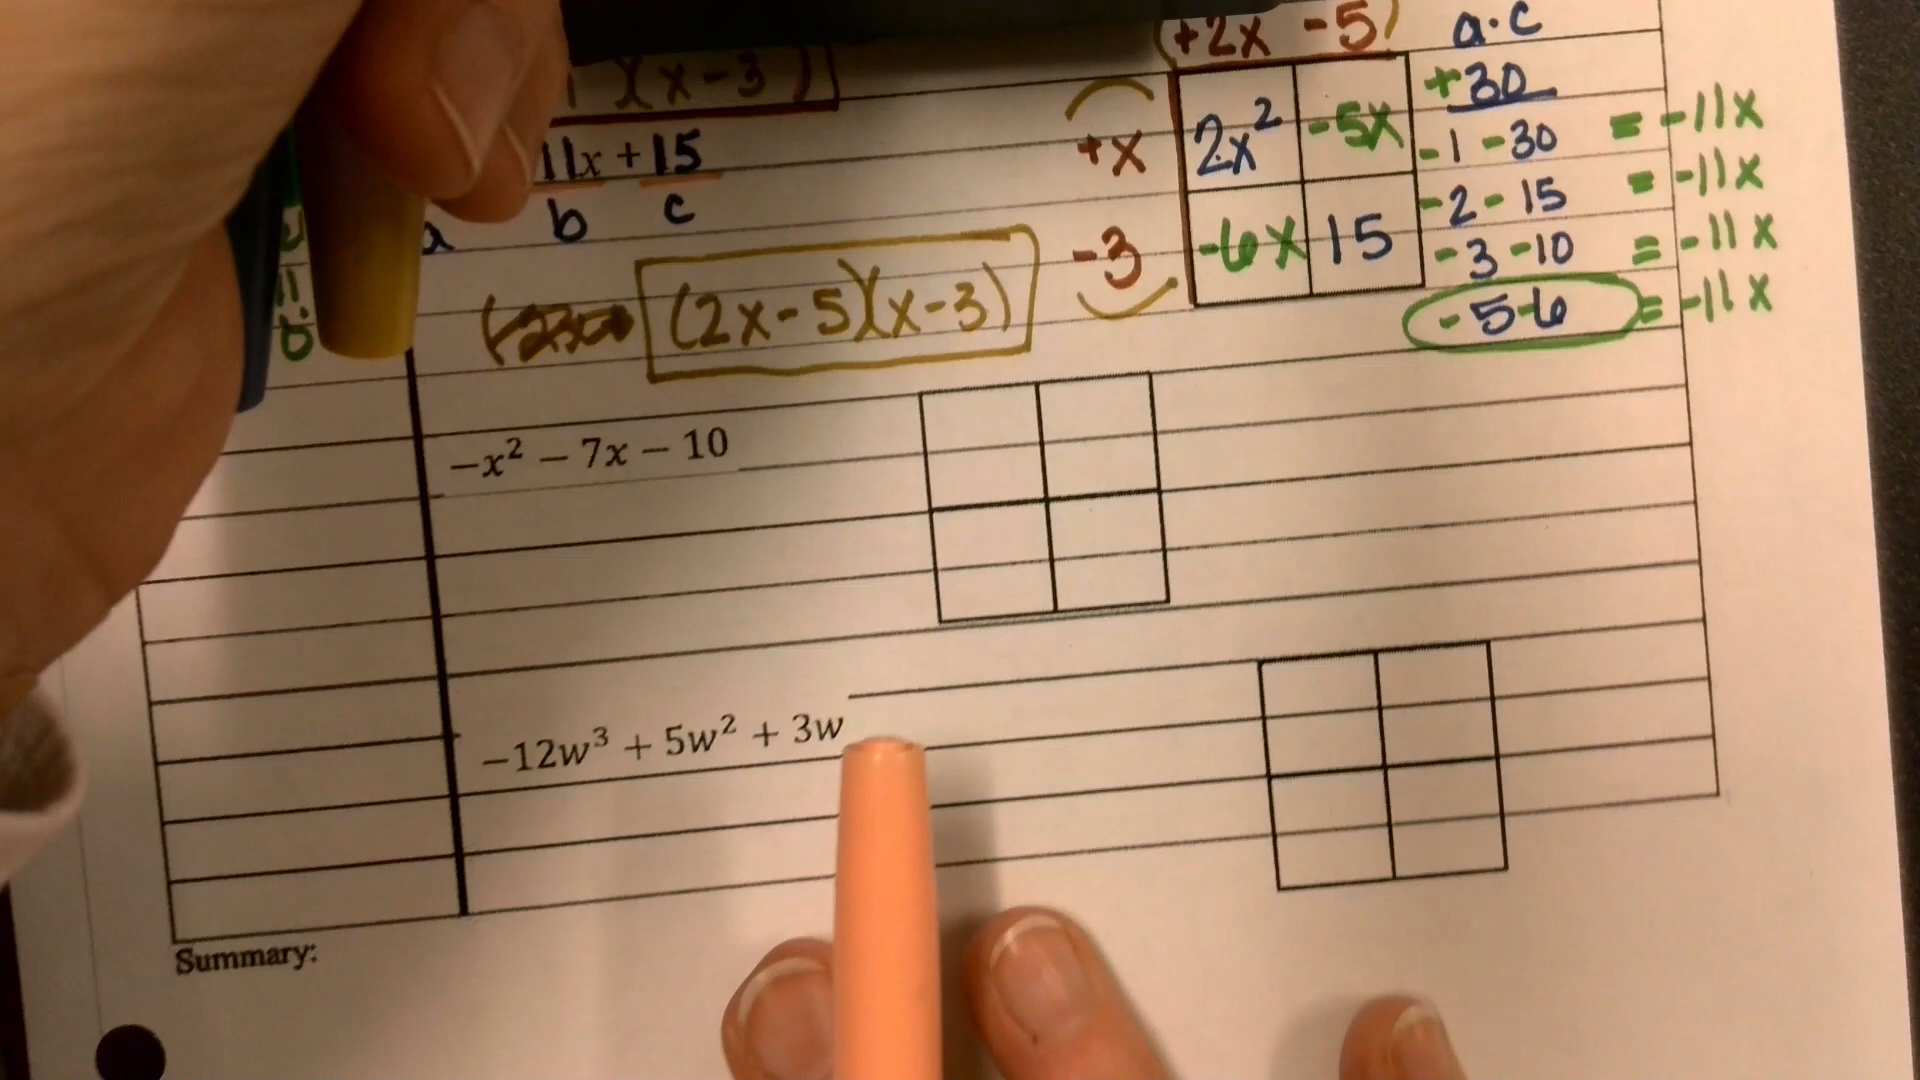 (+2x -5)
a·c
)(x-3)
+30
+x 2x² -5x
-1 -30 = -11x
11x + 15
b c
a
-2 - 15 = -11x
-3 -6x 15
-3 -10 = -11x
(2x-5)(x-3)
-5-6 = -11x
−x² − 7x − 10
−12w³ + 5w² + 3w
Summary: